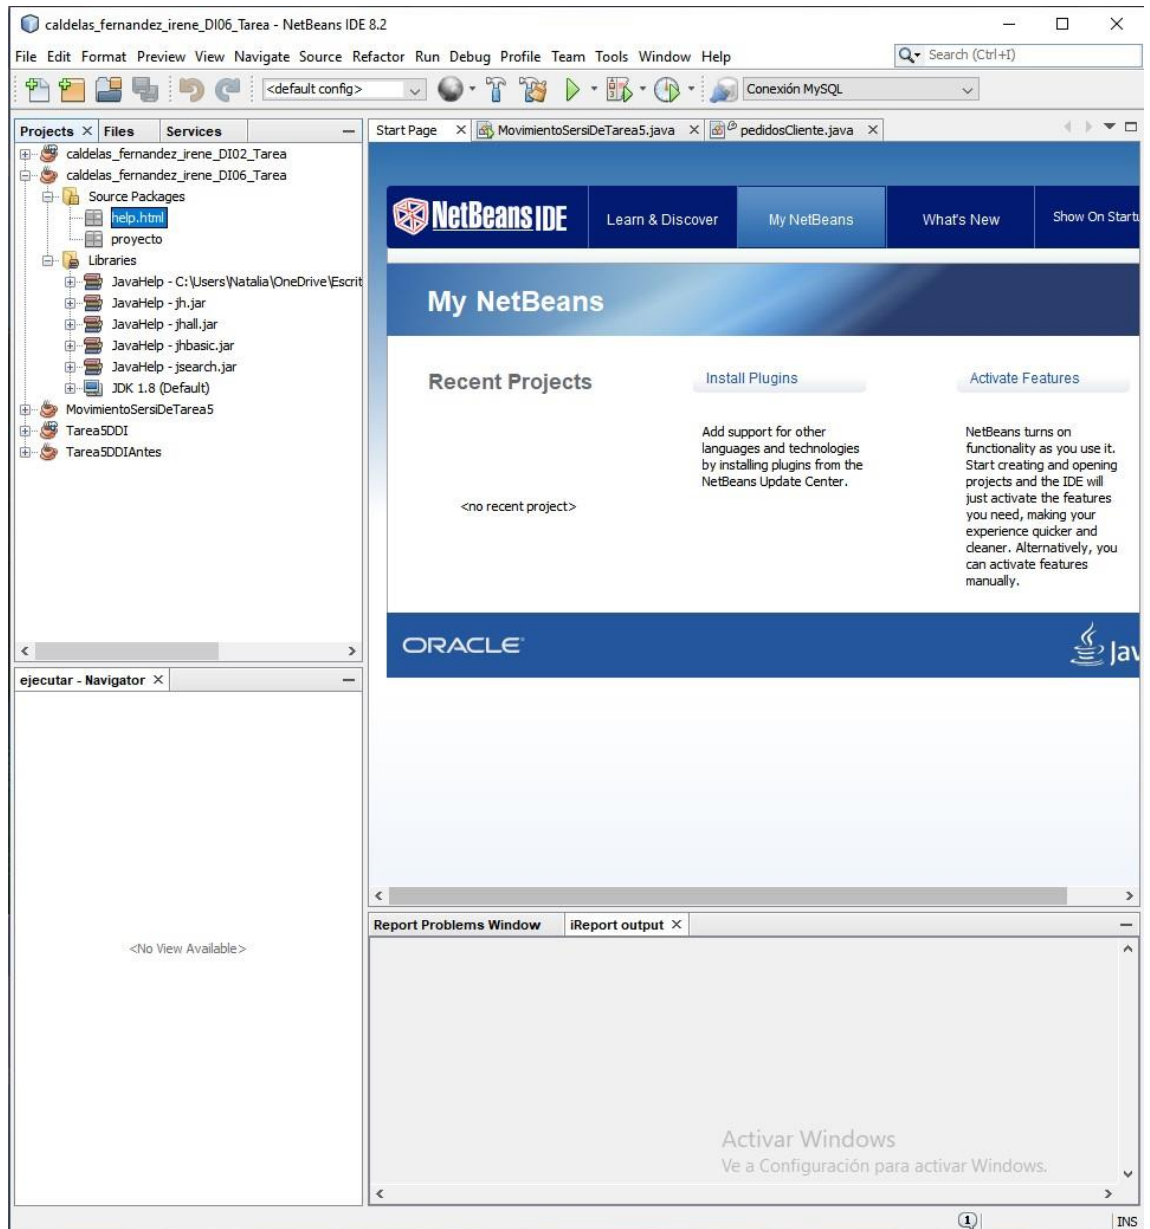 caldelas_fernandez_irene_DI06_Tarea - NetBeans IDE 8.2
File Edit Format Preview View Navigate Source Refactor Run Debug Profile Team Tools Window Help
Search (Ctrl+I)
<default config>
Conexión MySQL
Projects Files Services
caldelas_fernandez_irene_DI02_Tarea
caldelas_fernandez_irene_DI06_Tarea
Source Packages
help.html
proyecto
Libraries
JavaHelp - C:\Users\Natalia\OneDrive\Escrit
JavaHelp - jh.jar
JavaHelp - jhall.jar
JavaHelp - jhbasic.jar
JavaHelp - jsearch.jar
JDK 1.8 (Default)
MovimientoSersiDeTarea5
Tarea5DDI
Tarea5DDIAntes
ejecutar - Navigator
<No View Available>
Start Page MovimientoSersiDeTarea5.java pedidosCliente.java
NetBeans IDE
Learn & Discover
My NetBeans
What's New
Show On Startu
My NetBeans
Recent Projects
<no recent project>
Install Plugins
Add support for other
languages and technologies
by installing plugins from the
NetBeans Update Center.
Activate Features
NetBeans turns on
functionality as you use it.
Start creating and opening
projects and the IDE will
just activate the features
you need, making your
experience quicker and
cleaner. Alternatively, you
can activate features
manually.
ORACLE
Jav
Report Problems Window iReport output
Activar Windows
Ve a Configuración para activar Windows.
1
INS